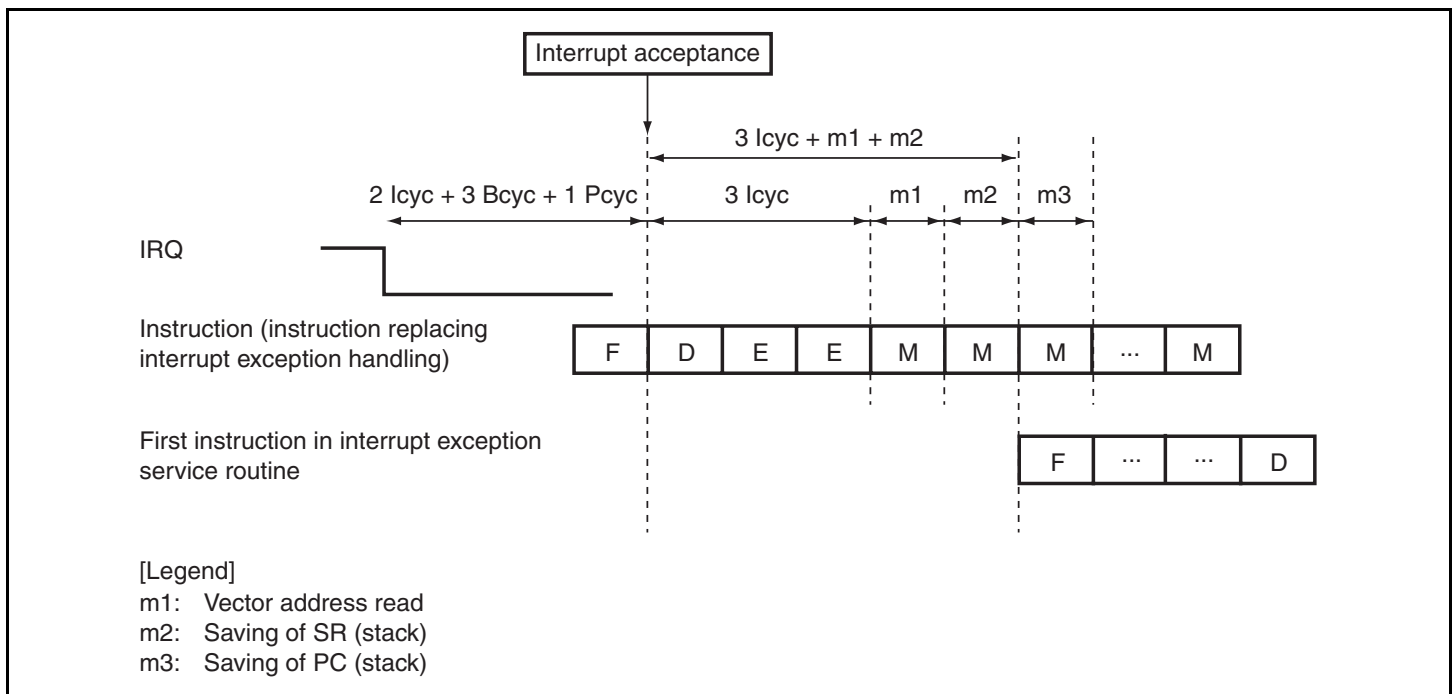 Interrupt acceptance
3 Icyc + m1 + m2
2 Icyc + 3 Bcyc + 1 Pcyc 3 Icyc m1 m2 m3
IRQ
Instruction (instruction replacing
interrupt exception handling)
F D E E M M M ... M
First instruction in interrupt exception
service routine
F ... ... D
[Legend]
m1: Vector address read
m2: Saving of SR (stack)
m3: Saving of PC (stack)